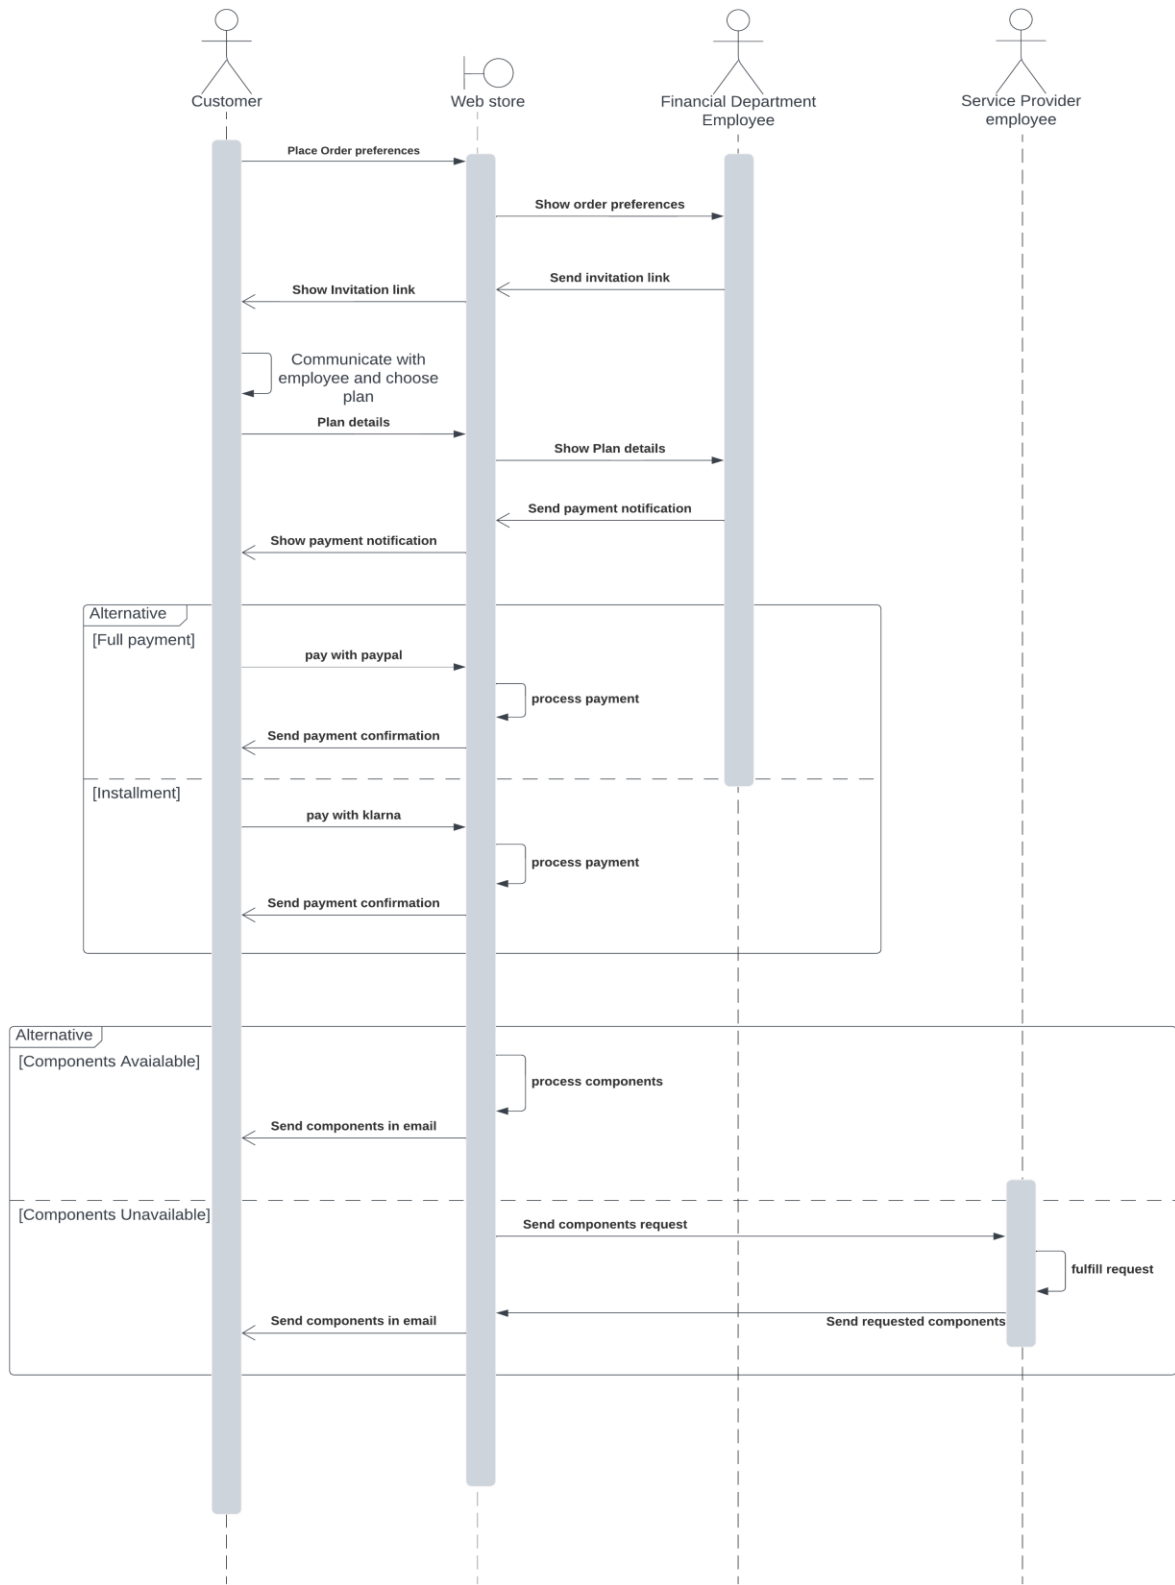 Customer
Web store
Financial Department
Employee
Service Provider
employee
Place Order preferences
Show order preferences
Send invitation link
Show Invitation link
Communicate with
employee and choose
plan
Plan details
Show Plan details
Send payment notification
Show payment notification
Alternative
[Full payment]
pay with paypal
process payment
Send payment confirmation
[Installment]
pay with klarna
process payment
Send payment confirmation
Alternative
[Components Avaialable]
process components
Send components in email
[Components Unavailable]
Send components request
fulfill request
Send requested components
Send components in email